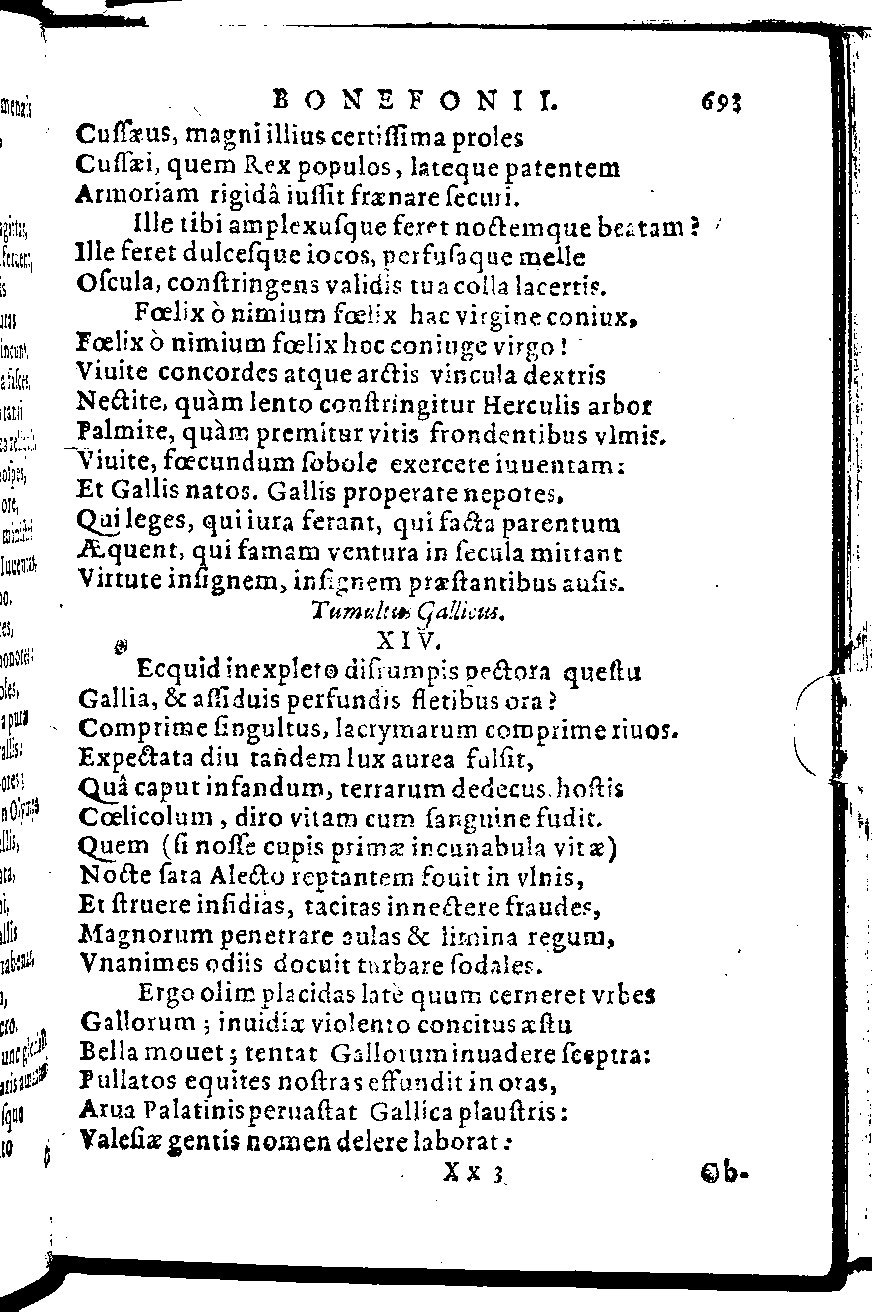 BONEFONII. 693
Cuſſæus, magni illius certiſſima proles
Cuſſæi, quem Rex populos, lateque patentem
Armoriam rigidâ iuſſit frænare ſecuri.
Ille tibi amplexuſque feret noctemque beatam?
Ille feret dulceſque iocos, perfuſaque melle
Oſcula, conſtringens validis tua colla lacertis.
Fœlix ò nimium fœlix hac virgine coniux,
Fœlix ò nimium fœlix hoc coniuge virgo!
Viuite concordes atque arctis vincula dextris
Nectite, quàm lento conſtringitur Herculis arbor
Palmite, quàm premitur vitis frondentibus vlmis.
Viuite, fœcundum ſobole exercete iuuentam:
Et Gallis natos. Gallis properate nepotes,
Qui leges, qui iura ferant, qui facta parentum
Æquent, qui famam ventura in ſecula mittant
Virtute inſignem, inſignem præſtantibus auſis.
Tumultus Gallicus.
XIV.
Ecquid inexpleto diſrumpis pectora queſtu
Gallia, & aſſiduis perfundis fletibus ora?
Comprime ſingultus, lacrymarum comprime riuos.
Expectata diu tandem lux aurea fulſit,
Quâ caput infandum, terrarum dedecus, hoſtis
Cœlicolum, diro vitam cum ſanguine fudit.
Quem (ſi noſſe cupis primæ incunabula vitæ)
Nocte ſata Alecto reptantem fouit in vlnis,
Et ſtruere inſidias, tacitas innectere fraudes,
Magnorum penetrare aulas & limina regum,
Vnanimes odiis docuit turbare ſodales.
Ergo olim placidas latè quum cerneret vrbes
Gallorum; inuidiæ violento concitus æſtu
Bella mouet; tentat Gallorum inuadere ſceptra:
Pullatos equites noſtras effundit in oras,
Arua Palatinis peruaſtat Gallica plauſtris:
Valeſiæ gentis nomen delere laborat:
Xx 3 Ob-